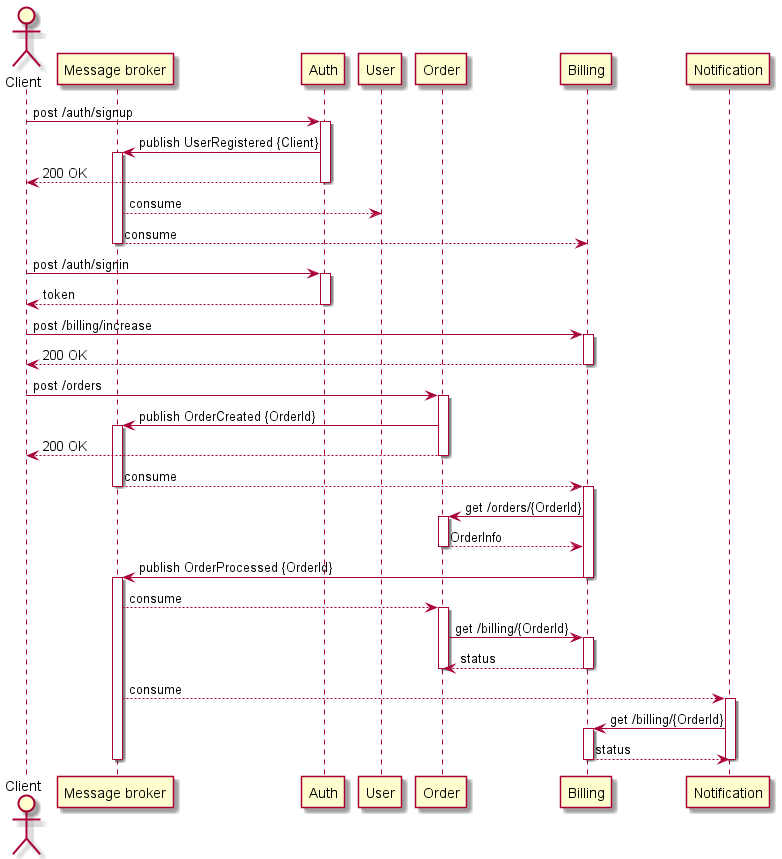 Client
Message broker
Auth
User
Order
Billing
Notification
post /auth/signup
publish UserRegistered {Client}
200 OK
consume
consume
post /auth/signin
token
post /billing/increase
200 OK
post /orders
publish OrderCreated {OrderId}
200 OK
consume
get /orders/{OrderId}
OrderInfo
publish OrderProcessed {OrderId}
consume
get /billing/{OrderId}
status
consume
get /billing/{OrderId}
status
Client
Message broker
Auth
User
Order
Billing
Notification